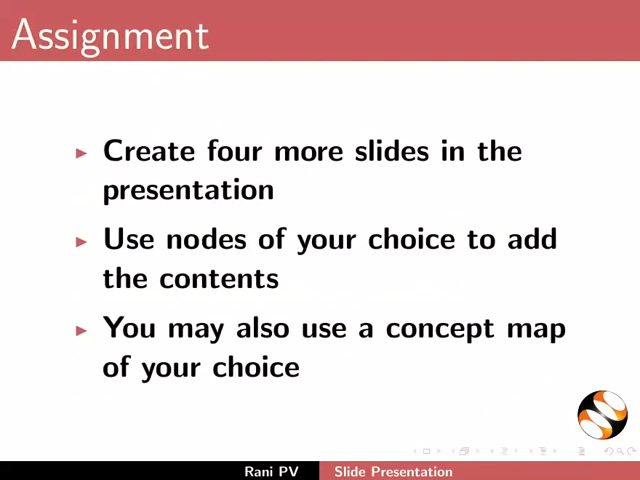 Assignment
Create four more slides in the
presentation
Use nodes of your choice to add
the contents
You may also use a concept map
of your choice
Rani PV
Slide Presentation